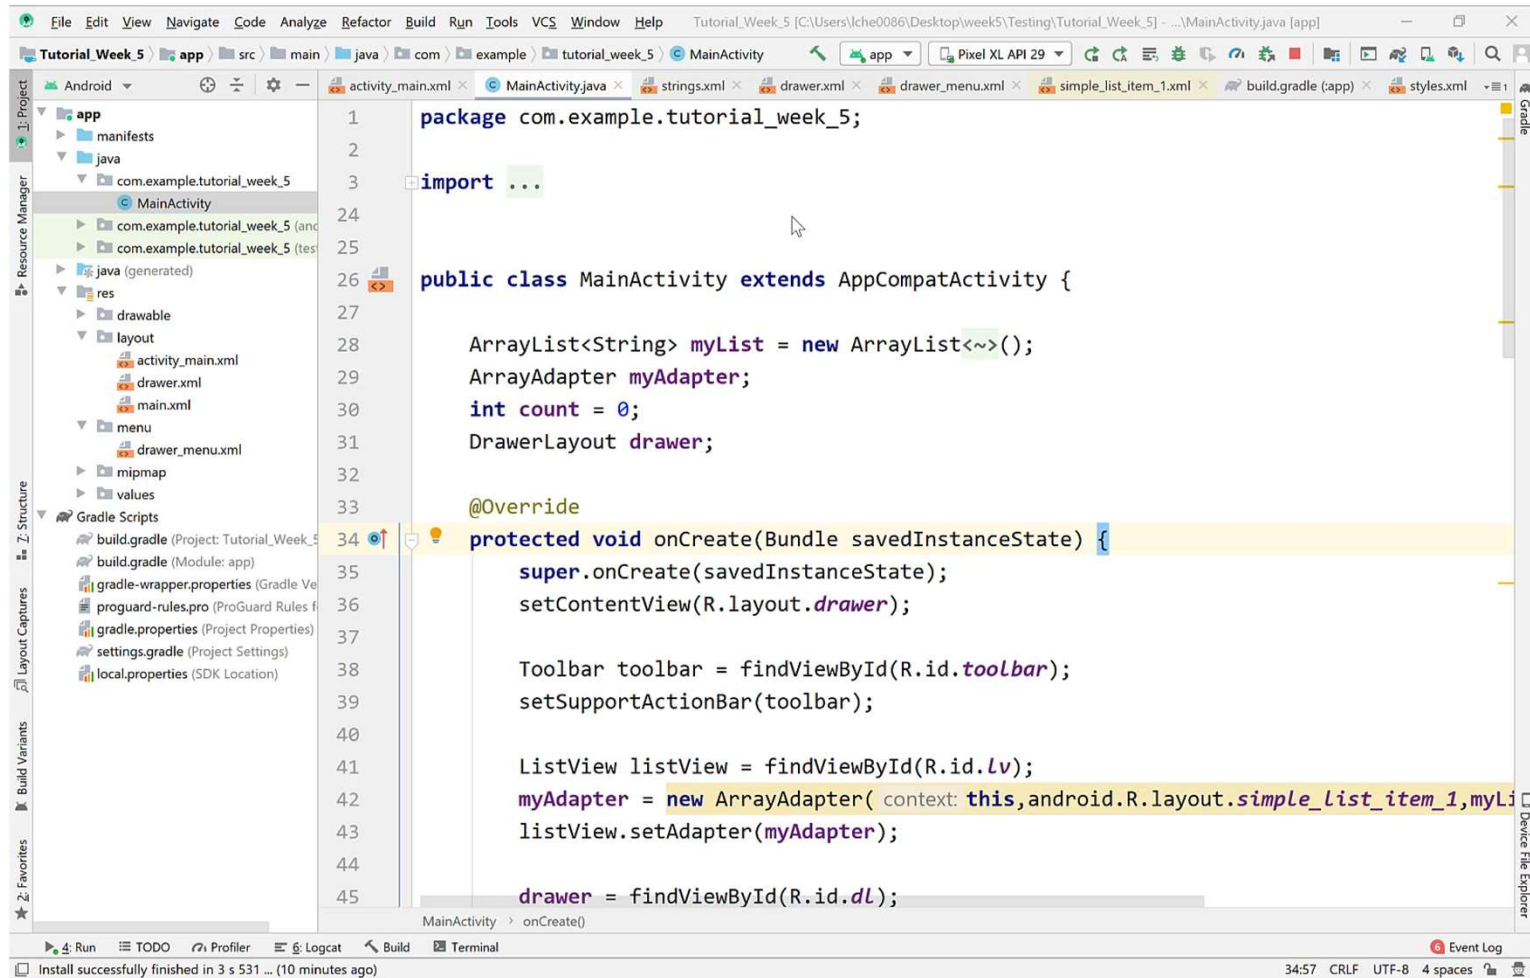 File Edit View Navigate Code Analyze Refactor Build Run Tools VCS Window Help Tutorial_Week_5 [C:\Users\lche0086\Desktop\week5\Testing\Tutorial_Week_5] - ...\MainActivity.java [app]
Tutorial_Week_5 app src main java com example tutorial_week_5 MainActivity app Pixel XL API 29
Android activity_main.xml MainActivity.java strings.xml drawer.xml drawer_menu.xml simple_list_item_1.xml build.gradle (:app) styles.xml
1: Project
Resource Manager
Z: Structure
Layout Captures
Build Variants
2: Favorites
app
manifests
java
com.example.tutorial_week_5
MainActivity
com.example.tutorial_week_5 (and
com.example.tutorial_week_5 (tes
java (generated)
res
drawable
layout
activity_main.xml
drawer.xml
main.xml
menu
drawer_menu.xml
mipmap
values
Gradle Scripts
build.gradle (Project: Tutorial_Week_5
build.gradle (Module: app)
gradle-wrapper.properties (Gradle Ve
proguard-rules.pro (ProGuard Rules f
gradle.properties (Project Properties)
settings.gradle (Project Settings)
local.properties (SDK Location)
1 package com.example.tutorial_week_5;
2
3 import ...
24
25
26 public class MainActivity extends AppCompatActivity {
27
28 ArrayList<String> myList = new ArrayList<~>();
29 ArrayAdapter myAdapter;
30 int count = 0;
31 DrawerLayout drawer;
32
33 @Override
34 protected void onCreate(Bundle savedInstanceState) {
35 super.onCreate(savedInstanceState);
36 setContentView(R.layout.drawer);
37
38 Toolbar toolbar = findViewById(R.id.toolbar);
39 setSupportActionBar(toolbar);
40
41 ListView listView = findViewById(R.id.lv);
42 myAdapter = new ArrayAdapter( context: this,android.R.layout.simple_list_item_1,myLi
43 listView.setAdapter(myAdapter);
44
45 drawer = findViewById(R.id.dl);
MainActivity > onCreate()
Gradle
Device File Explorer
4: Run TODO Profiler 6: Logcat Build Terminal 6 Event Log
Install successfully finished in 3 s 531 ... (10 minutes ago) 34:57 CRLF UTF-8 4 spaces